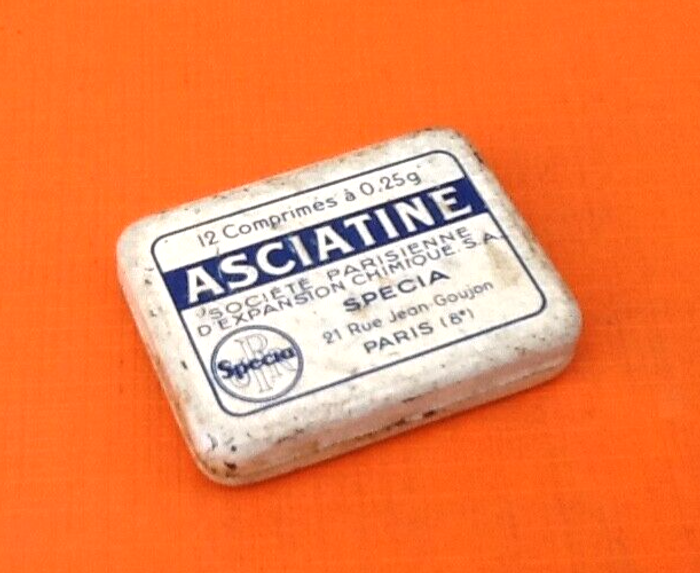 12 Comprimés à 0.25g
ASCIATINE
SOCIÉTÉ PARISIENNE
D'EXPANSION CHIMIQUE. S.A.
SPECIA
21 Rue Jean-Goujon
PARIS (8e)
Specia